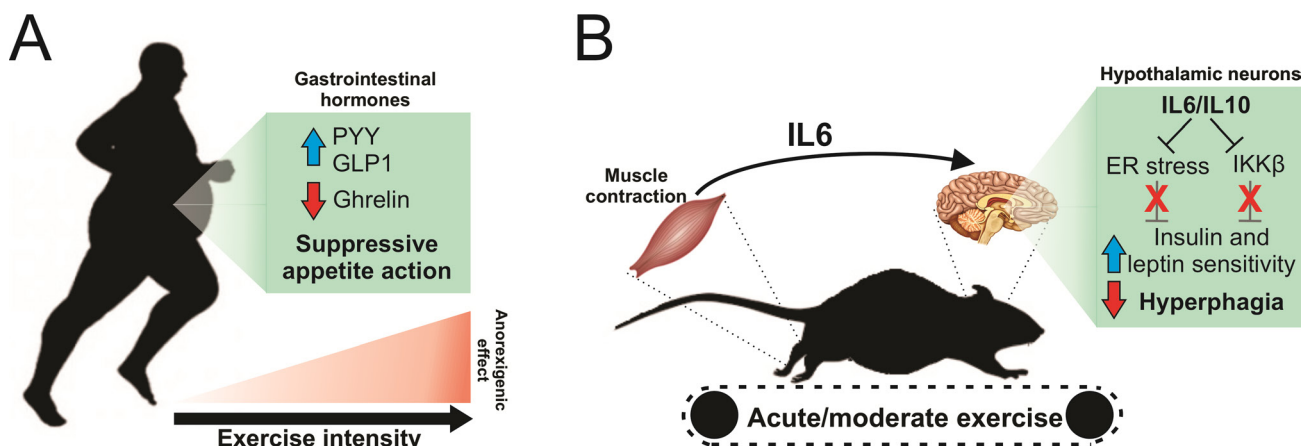 A
Gastrointestinal
hormones
PYY
GLP1
Ghrelin
Suppressive
appetite action
Anorexigenic
effect
Exercise intensity
B
Muscle
contraction
IL6
Hypothalamic neurons
IL6/IL10
ER stress
IKKβ
X
X
Insulin and
leptin sensitivity
Hyperphagia
Acute/moderate exercise